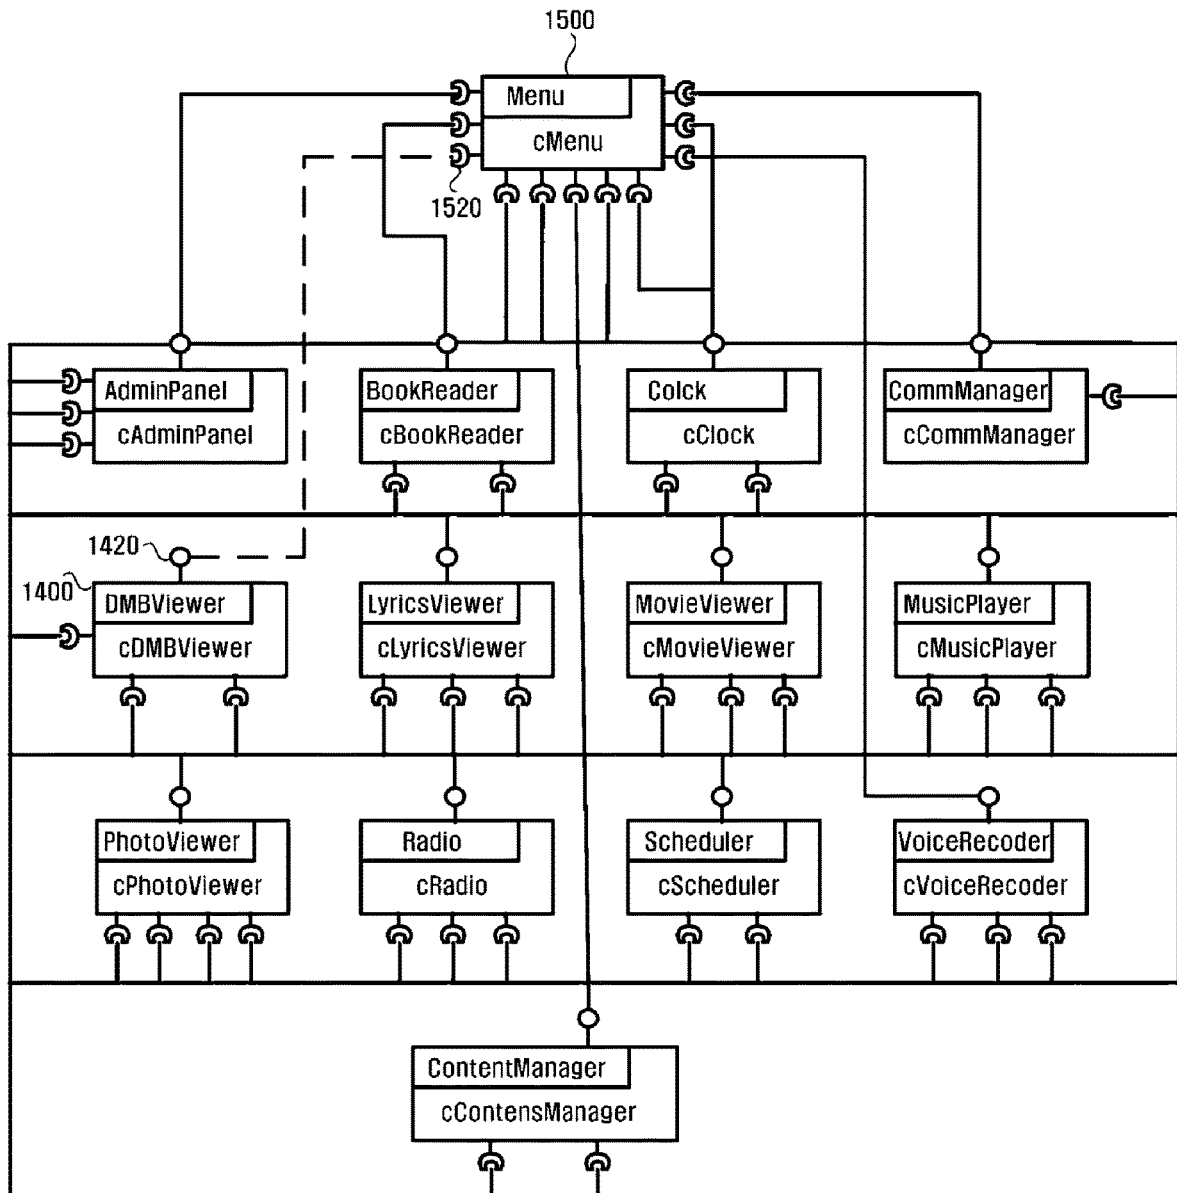 1500
Menu
cMenu
1520
AdminPanel
cAdminPanel
BookReader
cBookReader
Colck
cClock
CommManager
cCommManager
1420
1400
DMBViewer
cDMBViewer
LyricsViewer
cLyricsViewer
MovieViewer
cMovieViewer
MusicPlayer
cMusicPlayer
PhotoViewer
cPhotoViewer
Radio
cRadio
Scheduler
cScheduler
VoiceRecoder
cVoiceRecoder
ContentManager
cContensManager